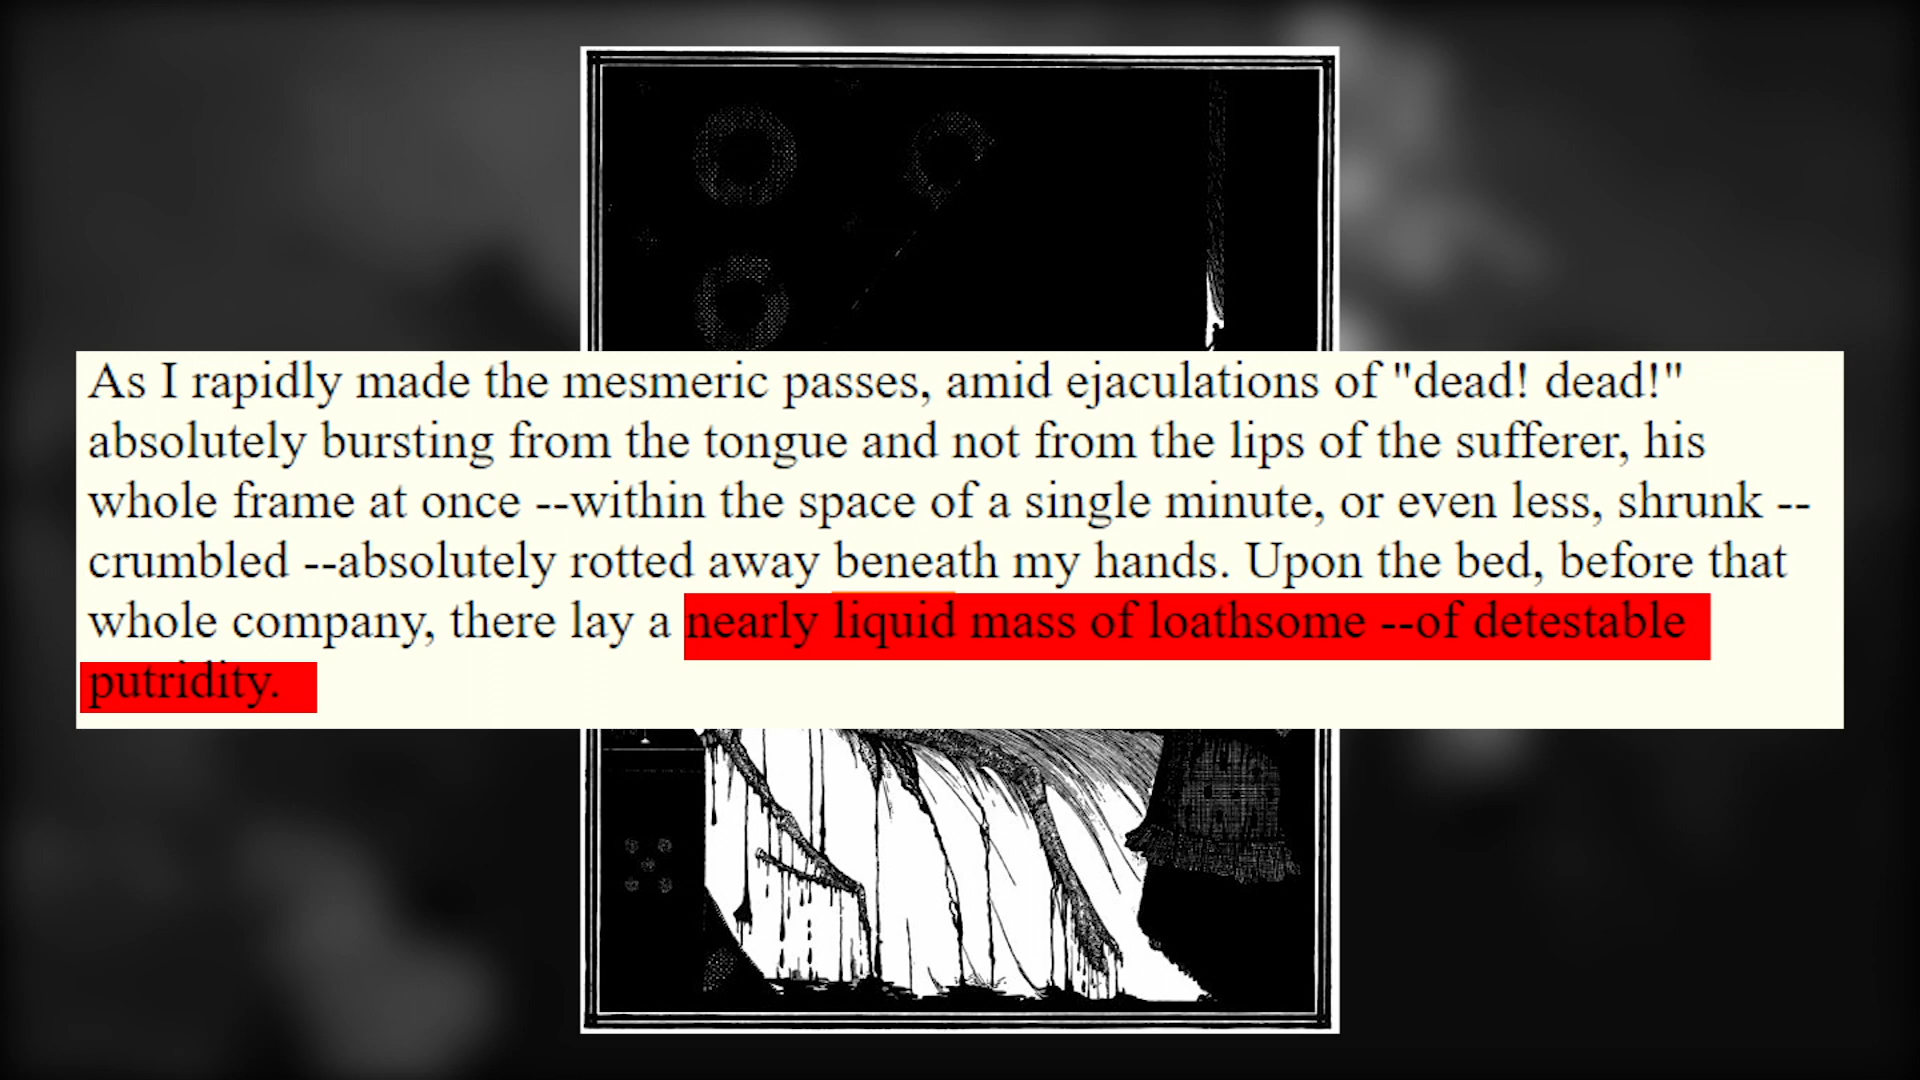 As I rapidly made the mesmeric passes, amid ejaculations of "dead! dead!"
absolutely bursting from the tongue and not from the lips of the sufferer, his
whole frame at once --within the space of a single minute, or even less, shrunk --
crumbled --absolutely rotted away beneath my hands. Upon the bed, before that
whole company, there lay a nearly liquid mass of loathsome --of detestable
putridity.